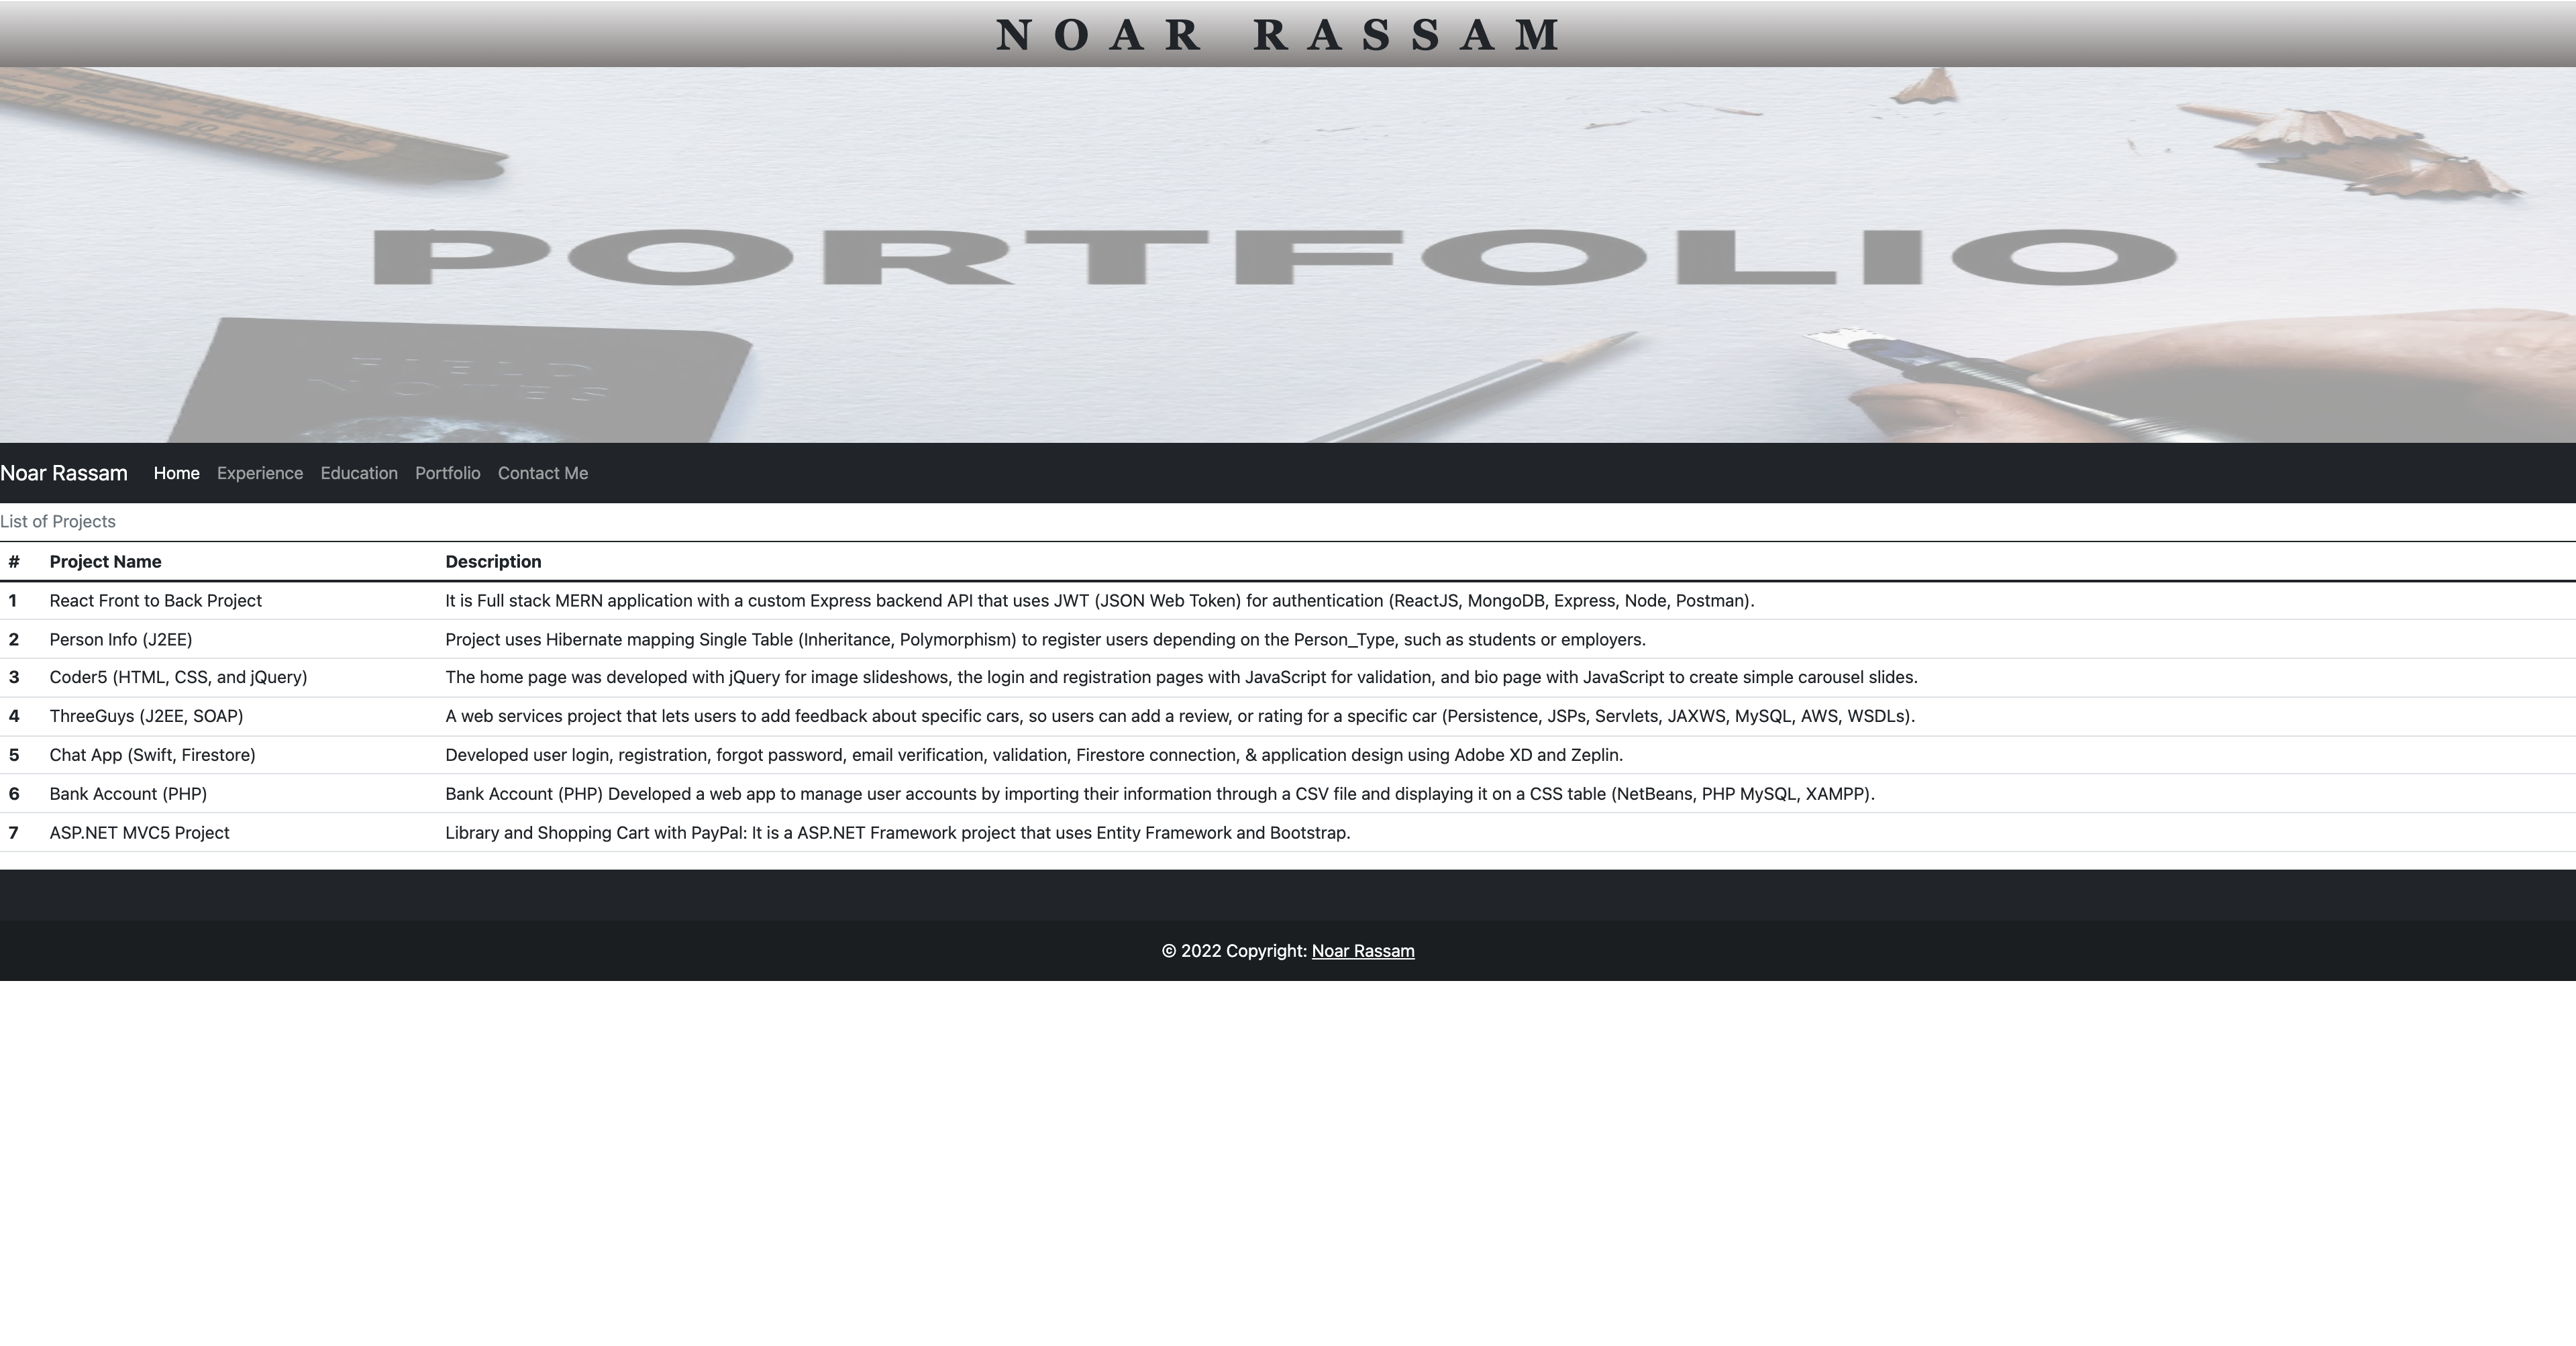 NOAR RASSAM
PORTFOLIO
FIELD
NOTES
Noar Rassam Home Experience Education Portfolio Contact Me
List of Projects
# Project Name Description
1 React Front to Back Project It is Full stack MERN application with a custom Express backend API that uses JWT (JSON Web Token) for authentication (ReactJS, MongoDB, Express, Node, Postman).
2 Person Info (J2EE) Project uses Hibernate mapping Single Table (Inheritance, Polymorphism) to register users depending on the Person_Type, such as students or employers.
3 Coder5 (HTML, CSS, and jQuery) The home page was developed with jQuery for image slideshows, the login and registration pages with JavaScript for validation, and bio page with JavaScript to create simple carousel slides.
4 ThreeGuys (J2EE, SOAP) A web services project that lets users to add feedback about specific cars, so users can add a review, or rating for a specific car (Persistence, JSPs, Servlets, JAXWS, MySQL, AWS, WSDLs).
5 Chat App (Swift, Firestore) Developed user login, registration, forgot password, email verification, validation, Firestore connection, & application design using Adobe XD and Zeplin.
6 Bank Account (PHP) Bank Account (PHP) Developed a web app to manage user accounts by importing their information through a CSV file and displaying it on a CSS table (NetBeans, PHP MySQL, XAMPP).
7 ASP.NET MVC5 Project Library and Shopping Cart with PayPal: It is a ASP.NET Framework project that uses Entity Framework and Bootstrap.
© 2022 Copyright: Noar Rassam